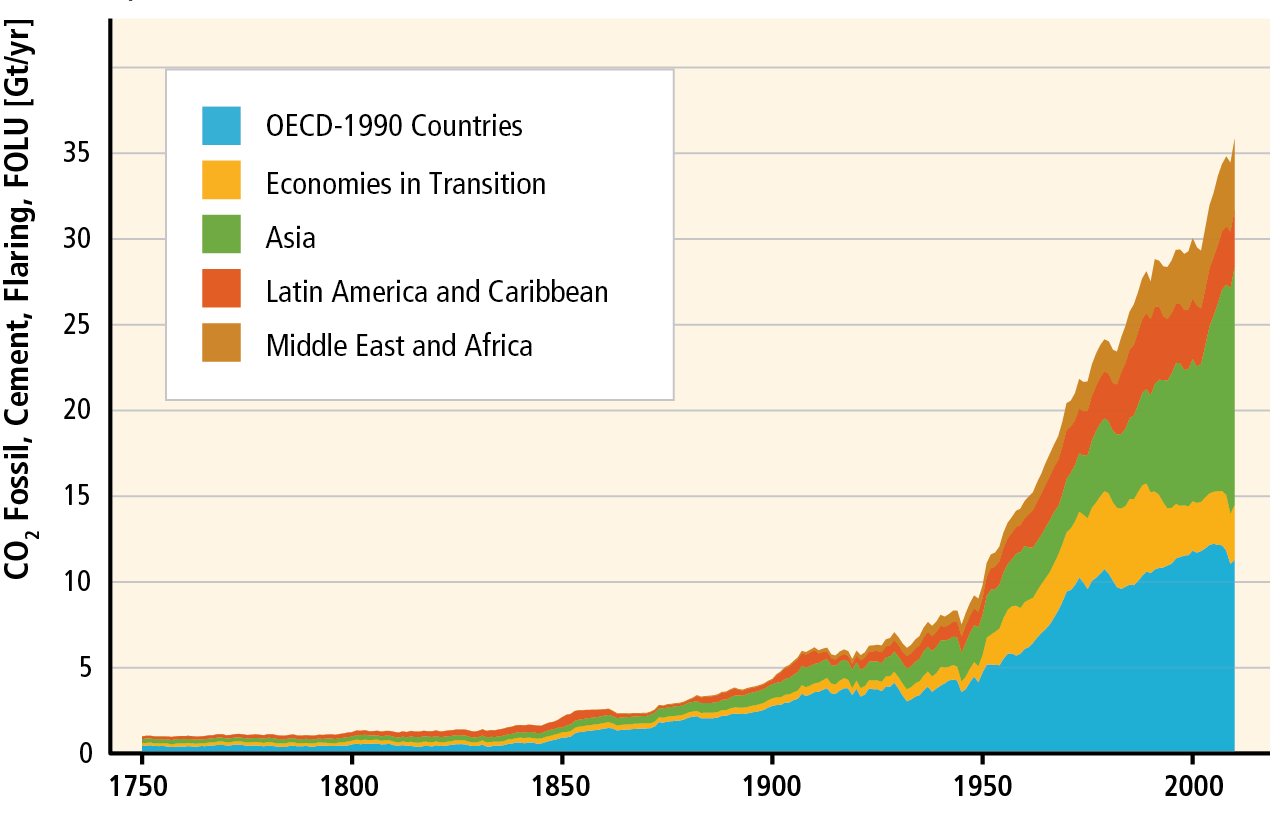 CO2 Fossil, Cement, Flaring, FOLU [Gt/yr]
OECD-1990 Countries
Economies in Transition
Asia
Latin America and Caribbean
Middle East and Africa
35
30
25
20
15
10
5
0
1750 1800 1850 1900 1950 2000